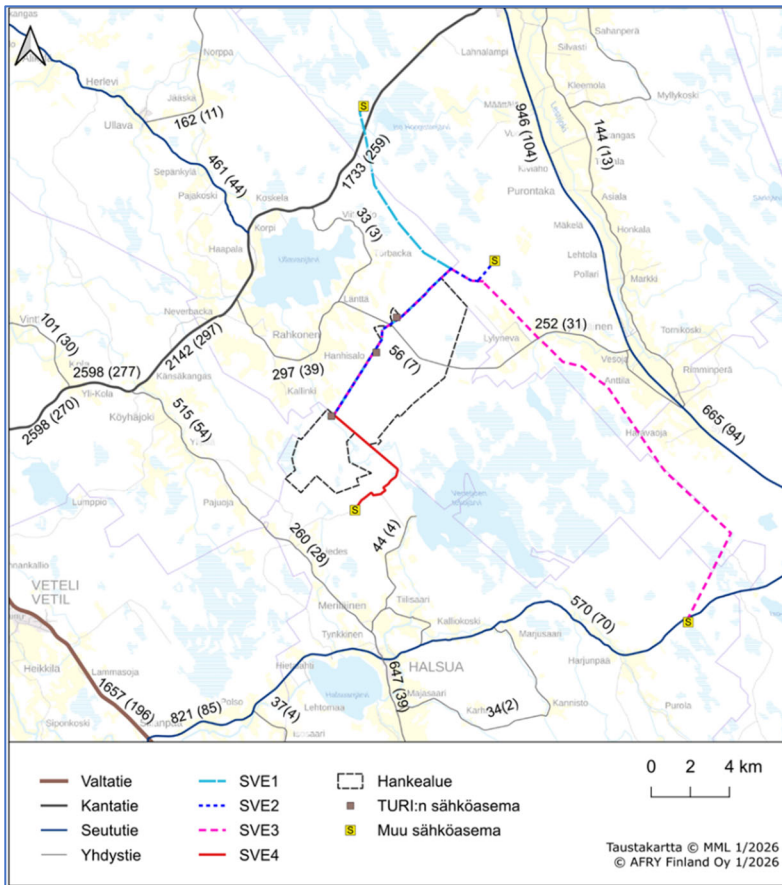 kangas
Norppa
Lahnalampi
Sahanperä
Silvasti
Herlevi
Jääskä
Kleemola
Myllykoski
Ullava
162 (11)
946 (104)
144 (13)
461 (44)
1733 (259)
Sepänkylä
Pajakoski
Koskela
Purontaka
Asiala
Korpi
33 (3)
Mäkelä
Honkala
Haapala
Ullavanjärvi
Lehtola
Pollari
Markki
Länttä
Neverbacka
Rahkonen
252 (31)
Tornikoski
101 (30)
2142 (297)
Hanhisalo
56 (7)
Lylyneva
Vesoja
Rimminperä
2598 (277)
Känsäkangas
297 (39)
Kallinki
Anttila
2598 (270)
Yli-Kola
Köyhäjoki
515 (54)
665 (94)
Lumppio
Pajuoja
260 (28)
44 (4)
VETELI
VETIL
Tiilisaari
570 (70)
Meriläinen
Kalliokoski
Tynkkinen
Marjusaari
Heikkilä
Lammasoja
HALSUA
Harjunpää
1657 (196)
647 (39)
Majasaari
Siponkoski
821 (85)
37(4)
Lehtomaa
34(2)
Kannisto
Purola
Valtatie
Kantatie
Seututie
Yhdystie
SVE1
SVE2
SVE3
SVE4
Hankealue
TURI:n sähköasema
S Muu sähköasema
0 2 4 km
Taustakartta © MML 1/2026
© AFRY Finland Oy 1/2026